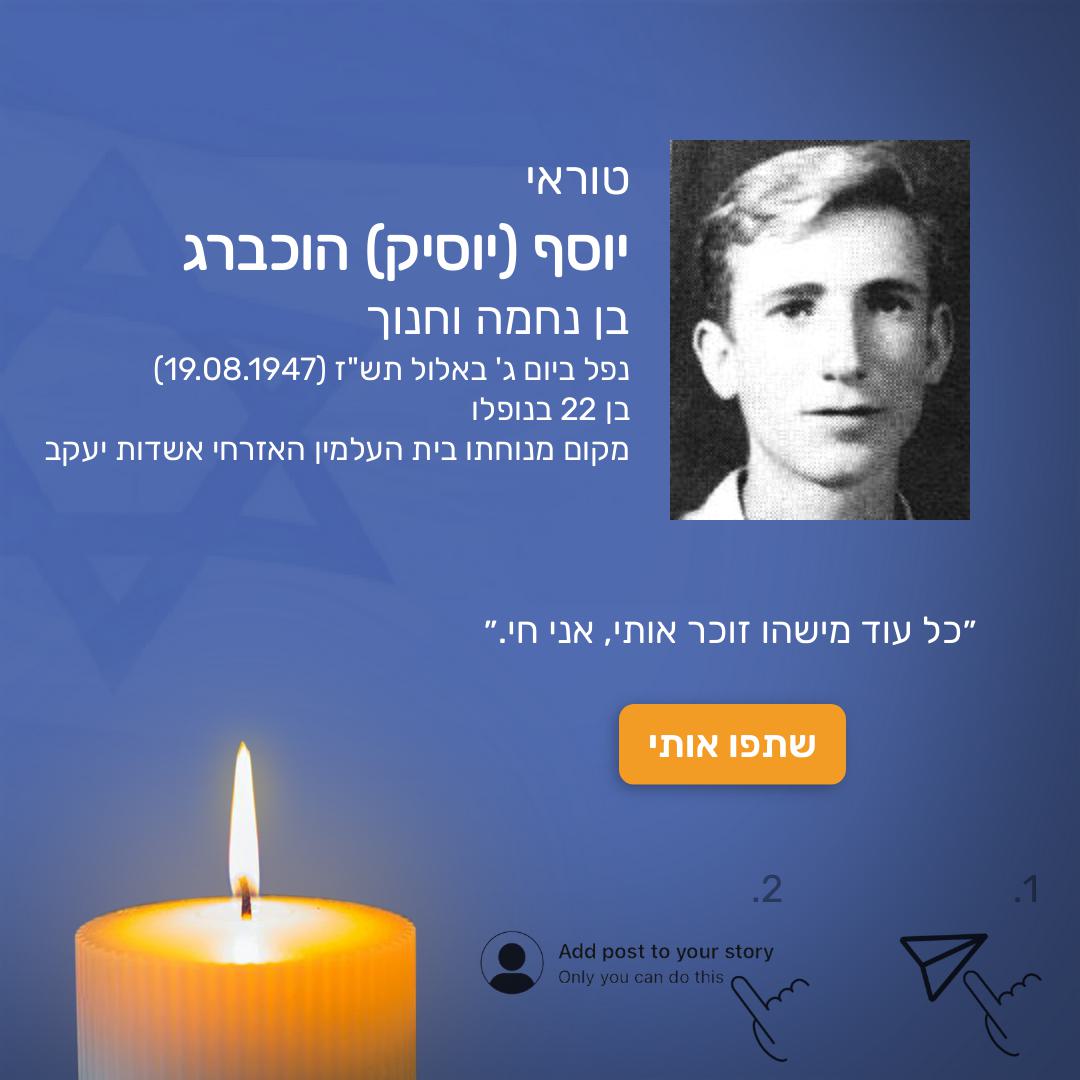 טוראי
יוסף (יוסיק) הוכברג
בן נחמה וחנוך
נפל ביום ג' באלול תש"ז (19.08.1947)
בן 22 בנופלו
מקום מנוחתו בית העלמין האזרחי אשדות יעקב
״כל עוד מישהו זוכר אותי, אני חי.״
שתפו אותי
.1
.2
Add post to your story
Only you can do this